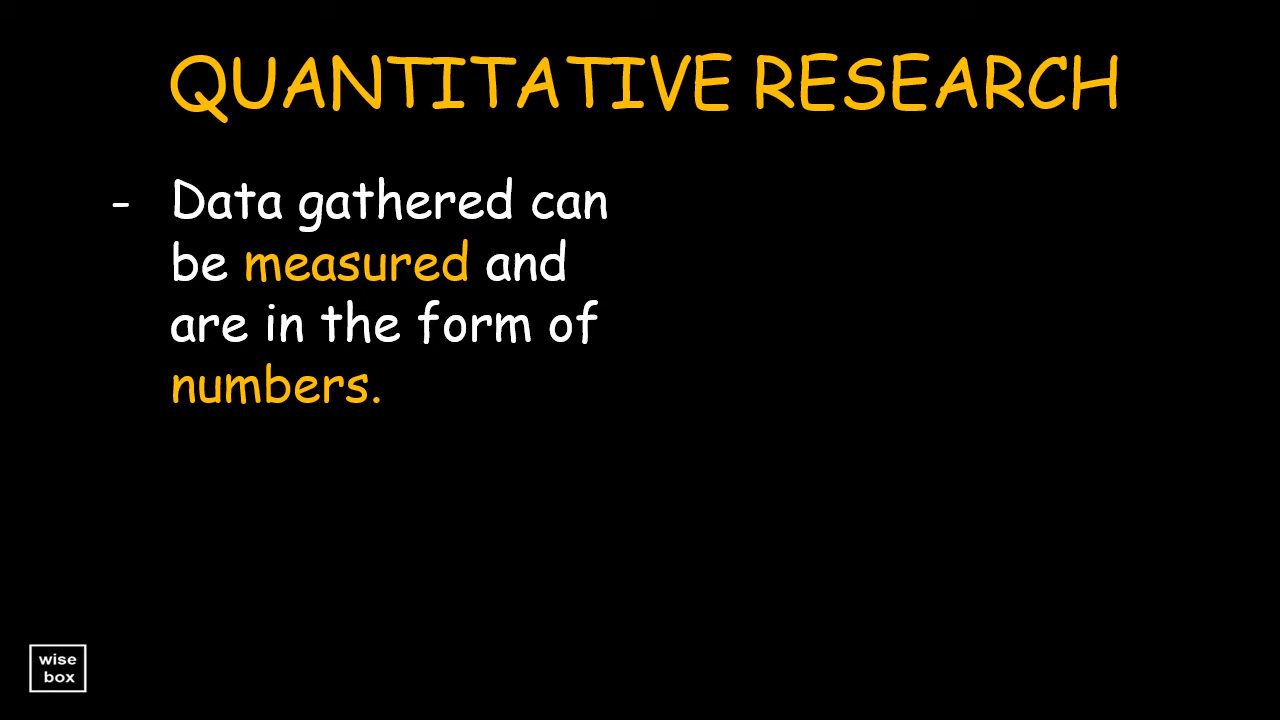 QUANTITATIVE RESEARCH
- Data gathered can
be measured and
are in the form of
numbers.
wise
box